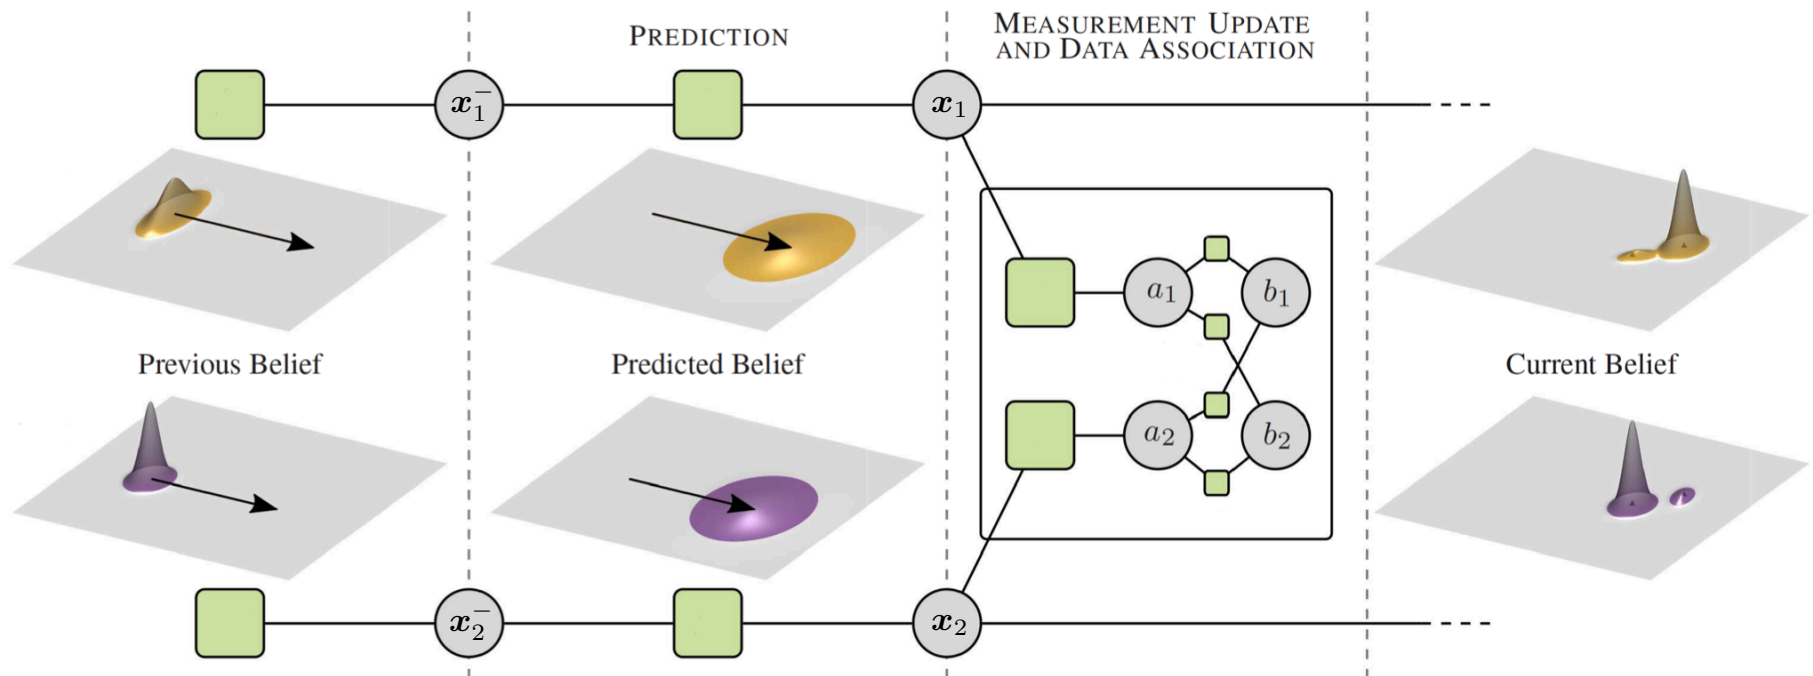 PREDICTION
MEASUREMENT UPDATE
AND DATA ASSOCIATION
x₁⁻
x₁
a₁
b₁
Previous Belief
Predicted Belief
Current Belief
a₂
b₂
x₂⁻
x₂